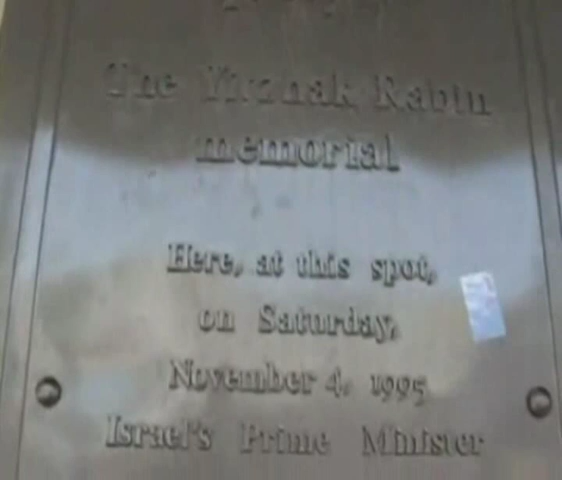 The Yitzhak Rabin
memorial
Here, at this spot,
on Saturday,
November 4, 1995
Israel's Prime Minister